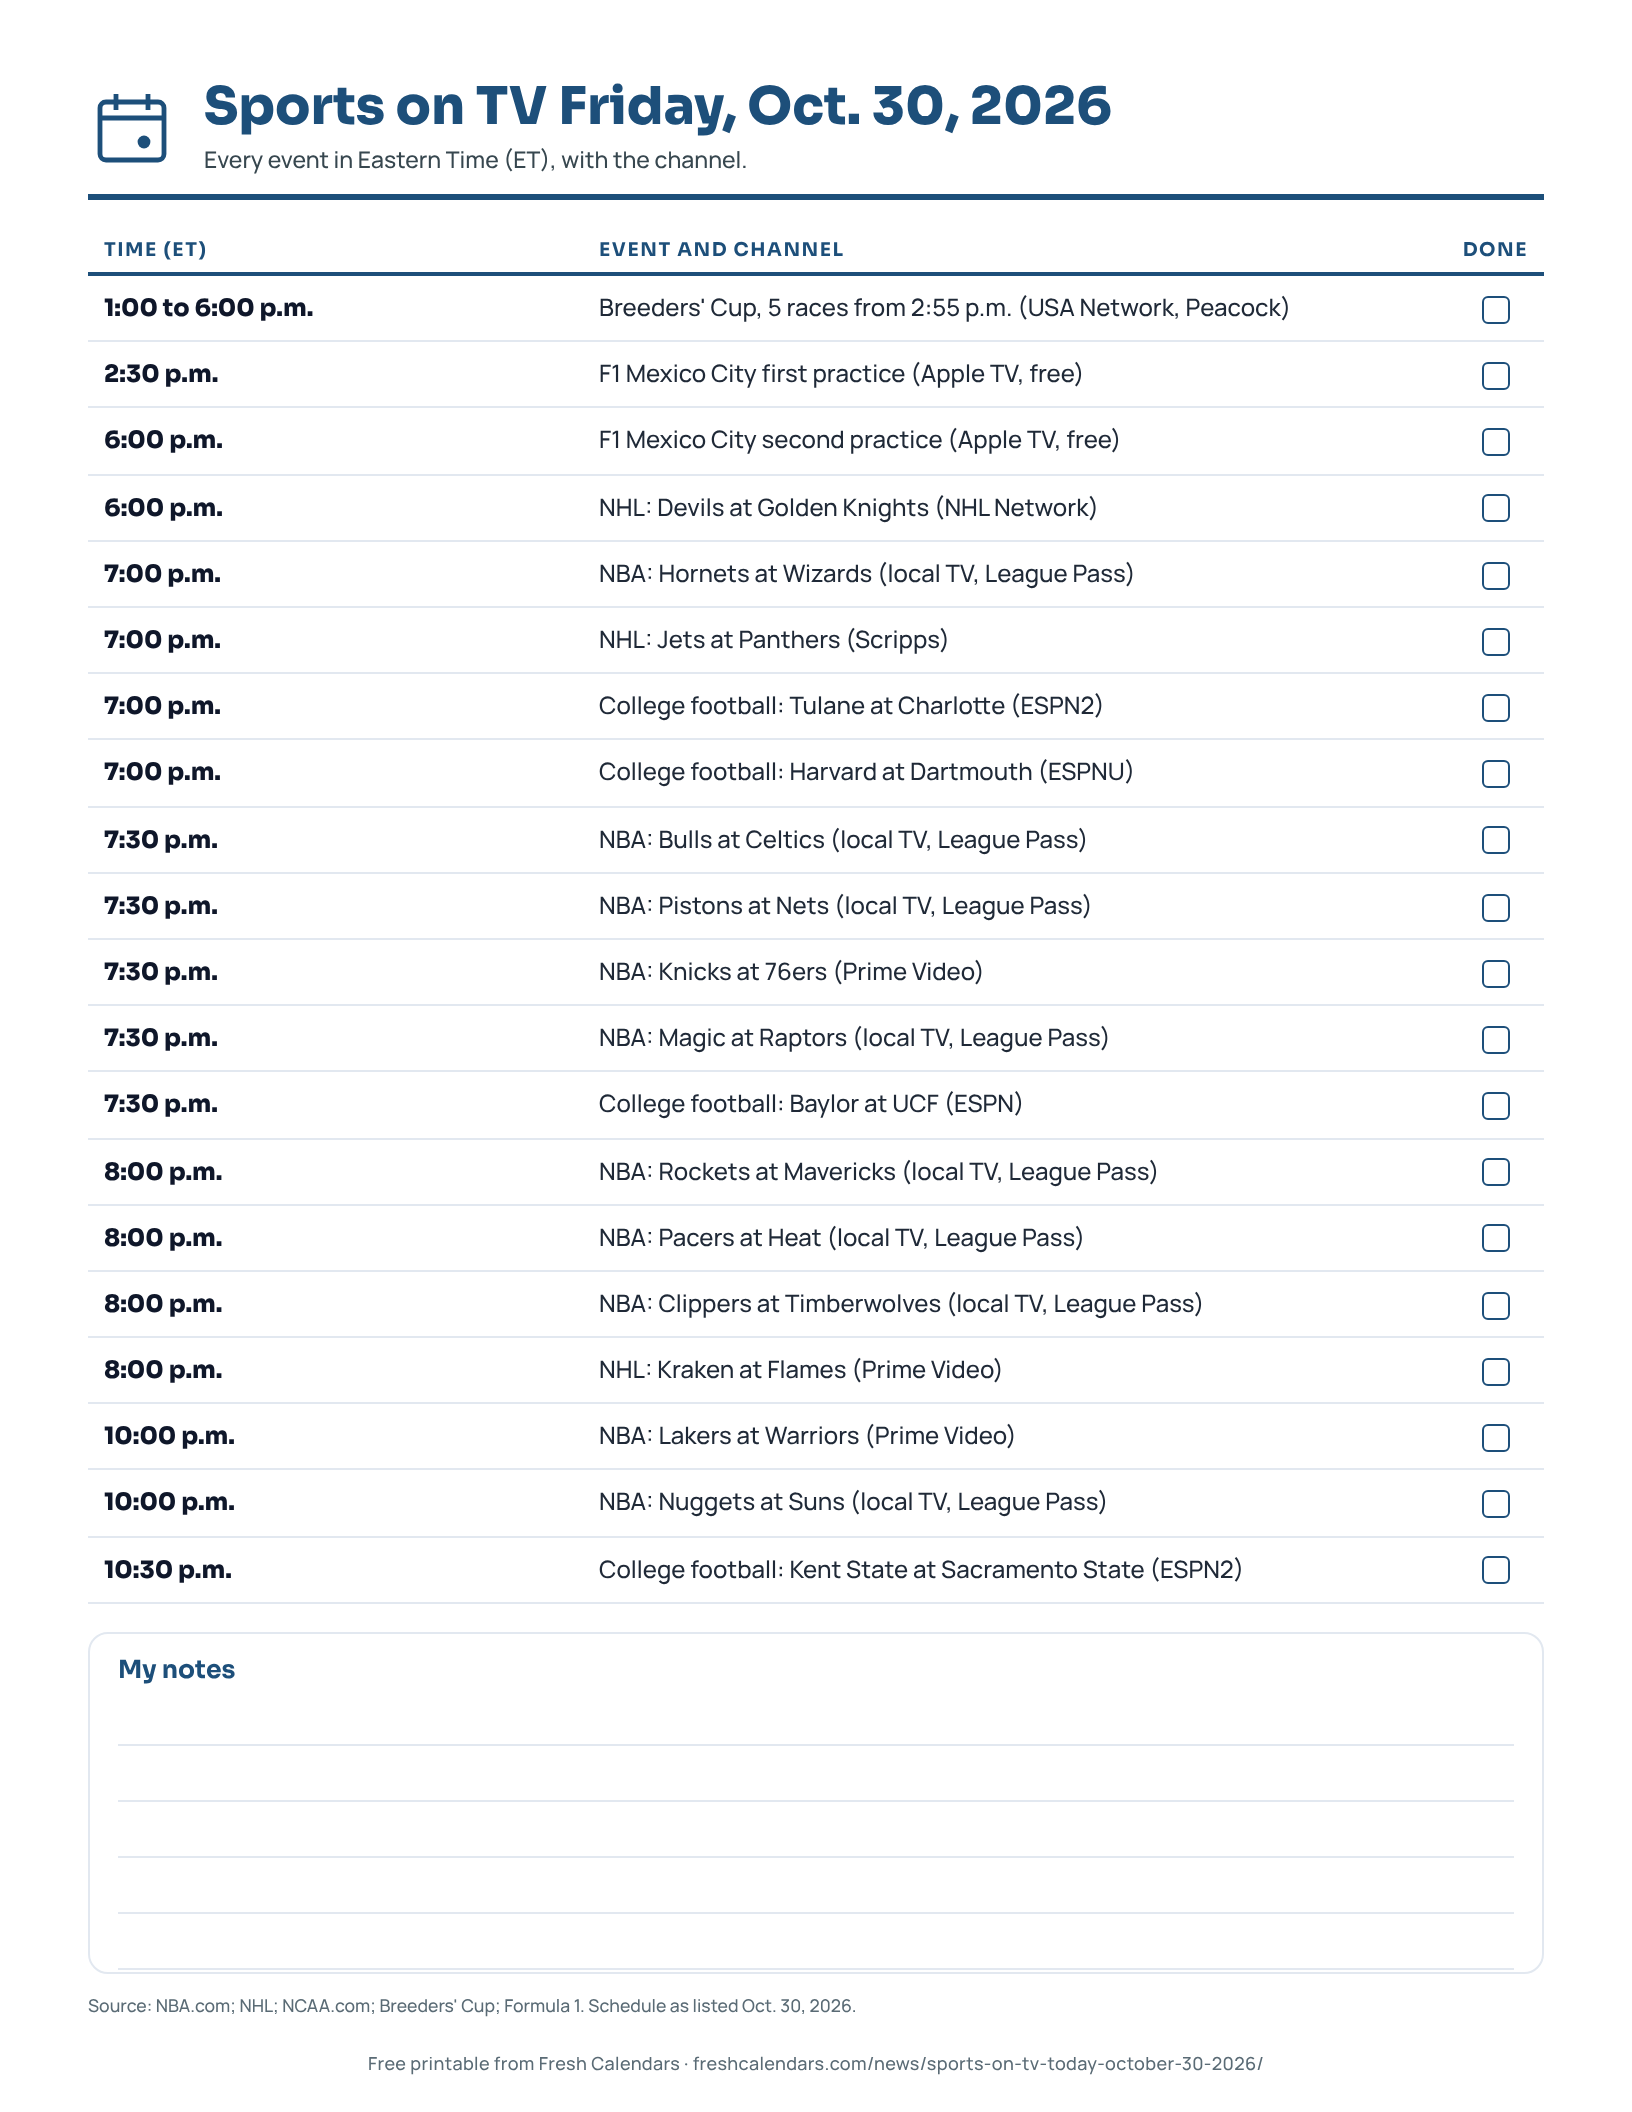 Sports on TV Friday, Oct. 30, 2026
Every event in Eastern Time (ET), with the channel.
TIME (ET) EVENT AND CHANNEL DONE
1:00 to 6:00 p.m. Breeders' Cup, 5 races from 2:55 p.m. (USA Network, Peacock)
2:30 p.m. F1 Mexico City first practice (Apple TV, free)
6:00 p.m. F1 Mexico City second practice (Apple TV, free)
6:00 p.m. NHL: Devils at Golden Knights (NHL Network)
7:00 p.m. NBA: Hornets at Wizards (local TV, League Pass)
7:00 p.m. NHL: Jets at Panthers (Scripps)
7:00 p.m. College football: Tulane at Charlotte (ESPN2)
7:00 p.m. College football: Harvard at Dartmouth (ESPNU)
7:30 p.m. NBA: Bulls at Celtics (local TV, League Pass)
7:30 p.m. NBA: Pistons at Nets (local TV, League Pass)
7:30 p.m. NBA: Knicks at 76ers (Prime Video)
7:30 p.m. NBA: Magic at Raptors (local TV, League Pass)
7:30 p.m. College football: Baylor at UCF (ESPN)
8:00 p.m. NBA: Rockets at Mavericks (local TV, League Pass)
8:00 p.m. NBA: Pacers at Heat (local TV, League Pass)
8:00 p.m. NBA: Clippers at Timberwolves (local TV, League Pass)
8:00 p.m. NHL: Kraken at Flames (Prime Video)
10:00 p.m. NBA: Lakers at Warriors (Prime Video)
10:00 p.m. NBA: Nuggets at Suns (local TV, League Pass)
10:30 p.m. College football: Kent State at Sacramento State (ESPN2)
My notes
Source: NBA.com; NHL; NCAA.com; Breeders' Cup; Formula 1. Schedule as listed Oct. 30, 2026.
Free printable from Fresh Calendars · freshcalendars.com/news/sports-on-tv-today-october-30-2026/